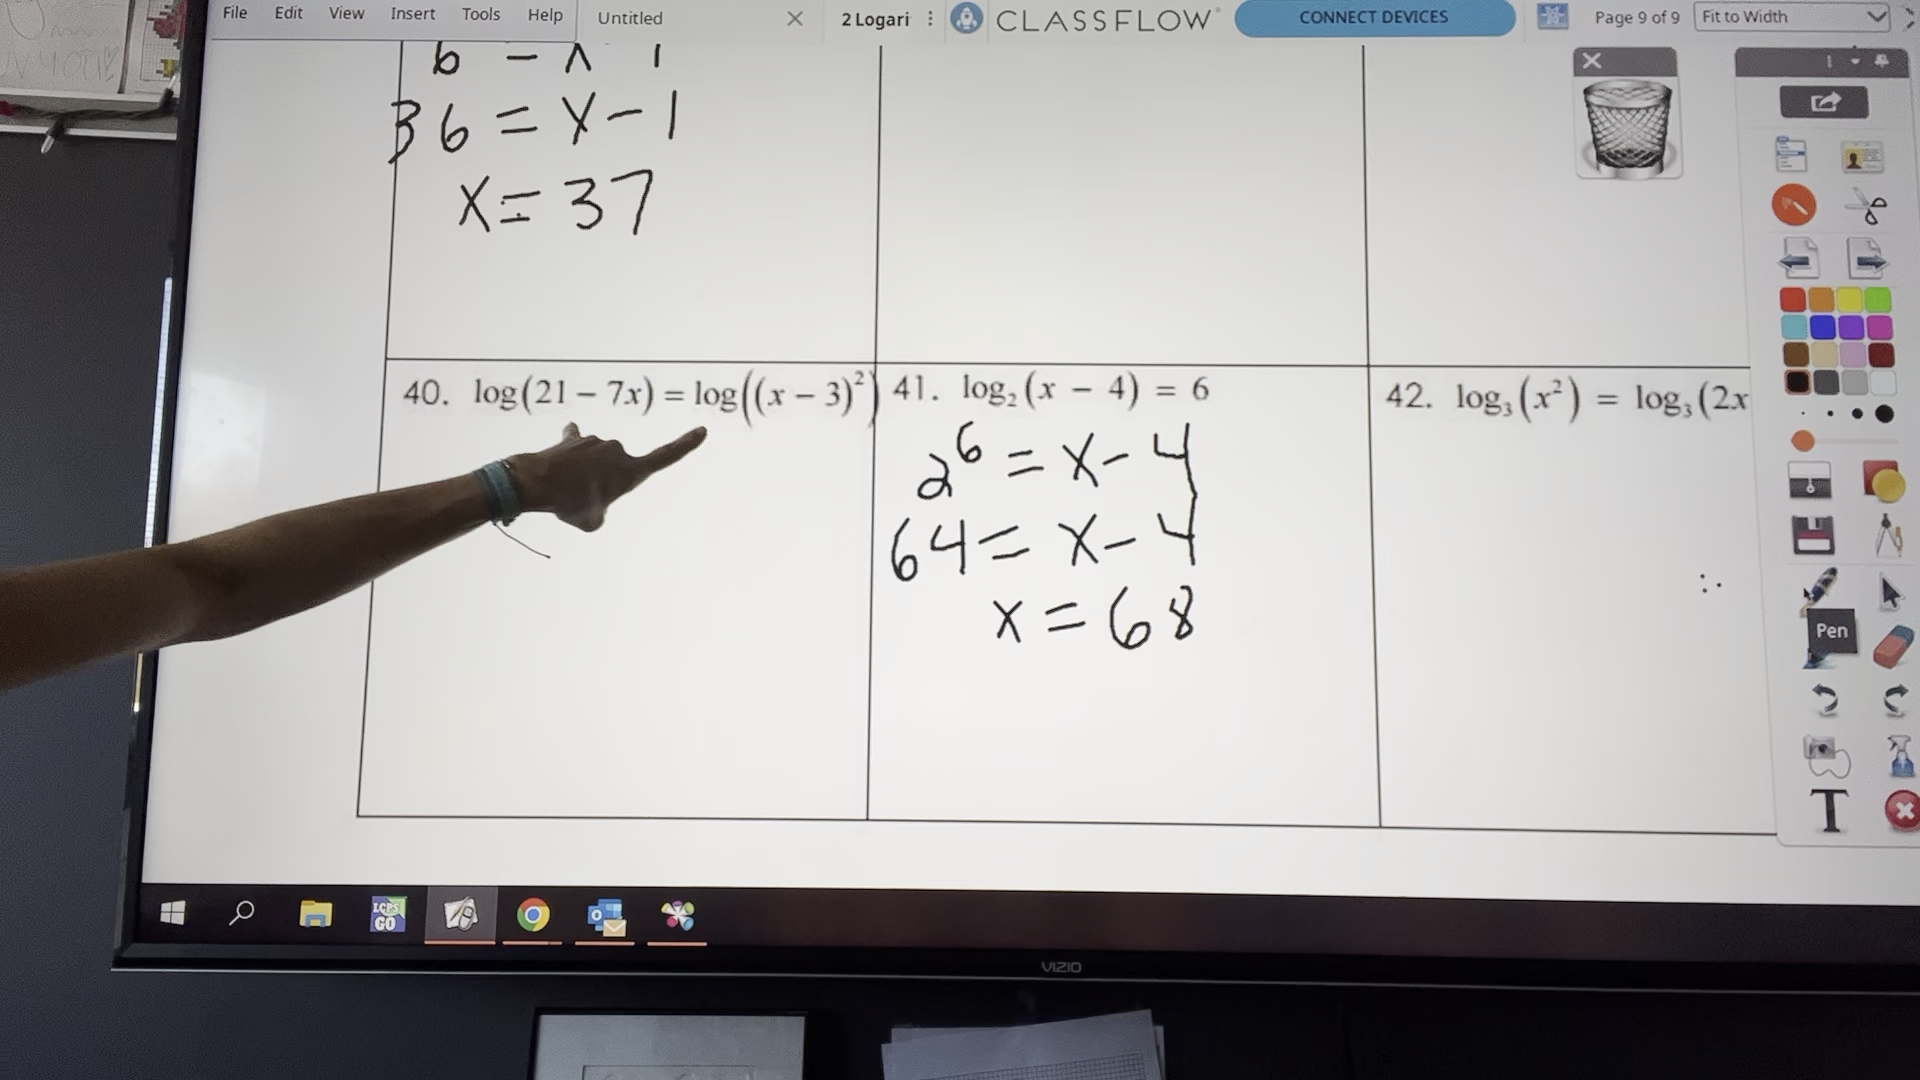 File Edit View Insert Tools Help Untitled 2 Logari CLASSFLOW CONNECT DEVICES Page 9 of 9 Fit to Width
36 = x - 1
x = 37
40. log(21 − 7x) = log((x − 3)²)
41. log₂(x − 4) = 6
2⁶ = x - 4
64 = x - 4
x = 68
42. log₃(x²) = log₃(2x
Pen
T
LCPS
GO
VIZIO